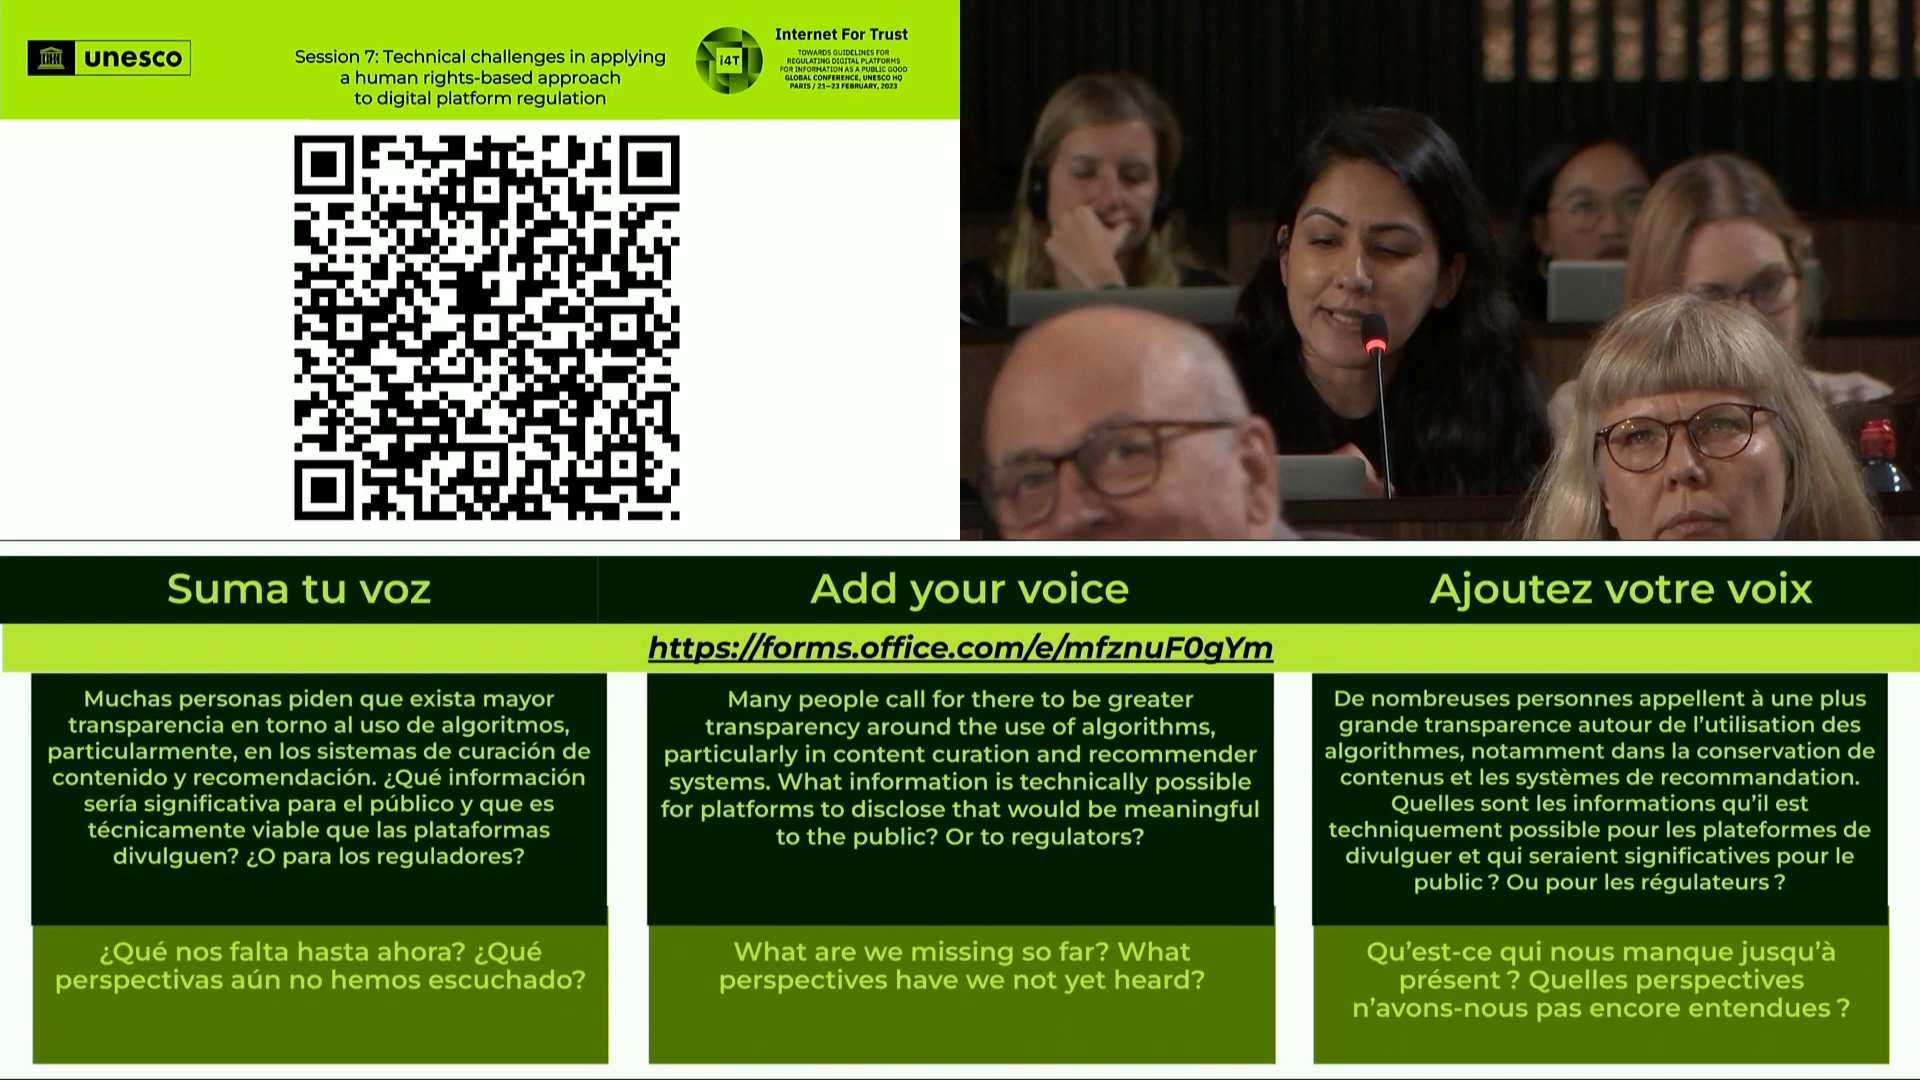 unesco
Session 7: Technical challenges in applying
a human rights-based approach
to digital platform regulation
i4T
Internet For Trust
TOWARDS GUIDELINES FOR
REGULATING DIGITAL PLATFORMS
FOR INFORMATION AS A PUBLIC GOOD
GLOBAL CONFERENCE, UNESCO HQ
PARIS / 21–23 FEBRUARY, 2023
Suma tu voz
Add your voice
Ajoutez votre voix
https://forms.office.com/e/mfznuF0gYm
Muchas personas piden que exista mayor
transparencia en torno al uso de algoritmos,
particularmente, en los sistemas de curación de
contenido y recomendación. ¿Qué información
sería significativa para el público y que es
técnicamente viable que las plataformas
divulguen? ¿O para los reguladores?
¿Qué nos falta hasta ahora? ¿Qué
perspectivas aún no hemos escuchado?
Many people call for there to be greater
transparency around the use of algorithms,
particularly in content curation and recommender
systems. What information is technically possible
for platforms to disclose that would be meaningful
to the public? Or to regulators?
What are we missing so far? What
perspectives have we not yet heard?
De nombreuses personnes appellent à une plus
grande transparence autour de l’utilisation des
algorithmes, notamment dans la conservation de
contenus et les systèmes de recommandation.
Quelles sont les informations qu’il est
techniquement possible pour les plateformes de
divulguer et qui seraient significatives pour le
public ? Ou pour les régulateurs ?
Qu’est-ce qui nous manque jusqu’à
présent ? Quelles perspectives
n’avons-nous pas encore entendues ?